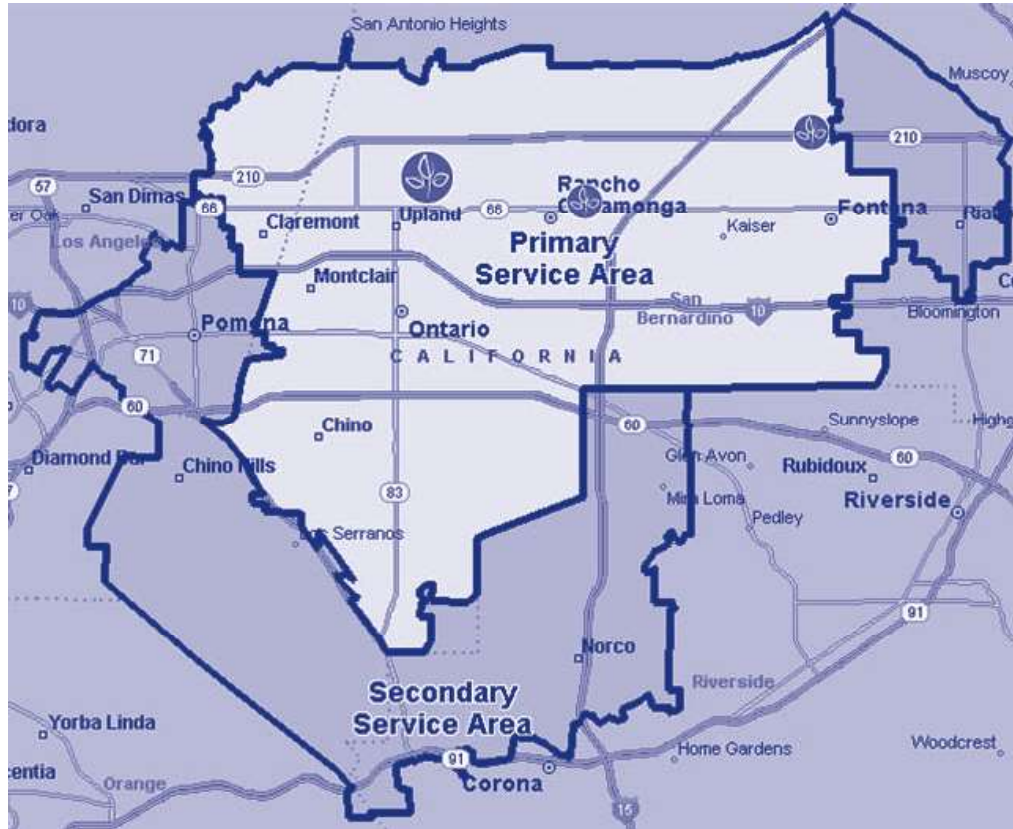 San Antonio Heights
Muscoy
dora
210
210
57
San Dimas
66
Claremont
Upland
66
Rancho
Cucamonga
Kaiser
Fontana
Los Angeles
Primary
Service Area
Montclair
10
San
Bernardino
10
Bloomington
Pomona
Ontario
CALIFORNIA
71
60
Chino
60
Sunnyslope
Diamond Bar
Chino Hills
Glen Avon
60
Rubidoux
83
Mira Loma
Riverside
Pedley
Los Serranos
91
Norco
Riverside
Secondary
Service Area
Yorba Linda
91
Home Gardens
Woodcrest
centia
Orange
Corona
15